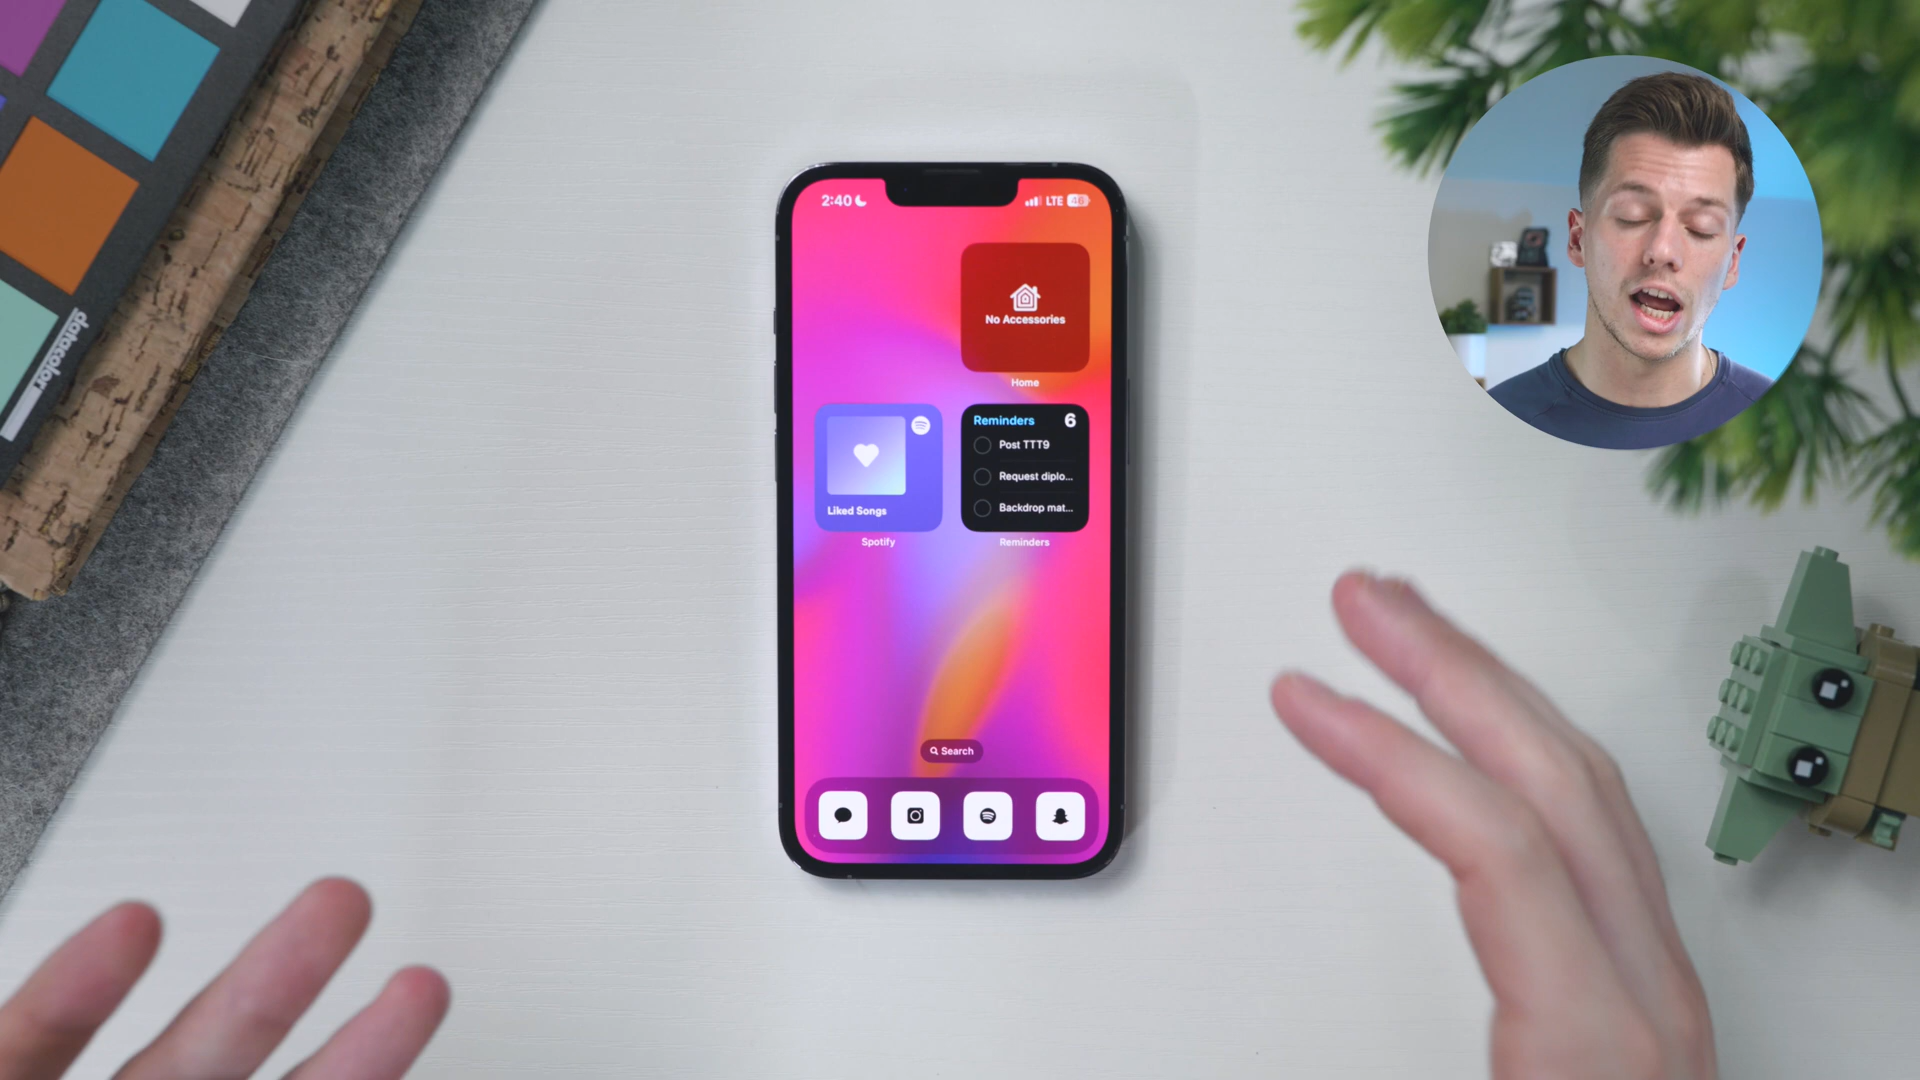 datacolor
2:40
LTE 46
No Accessories
Home
Liked Songs
Spotify
Reminders 6
Post TTT9
Request diplo...
Backdrop mat...
Reminders
Search